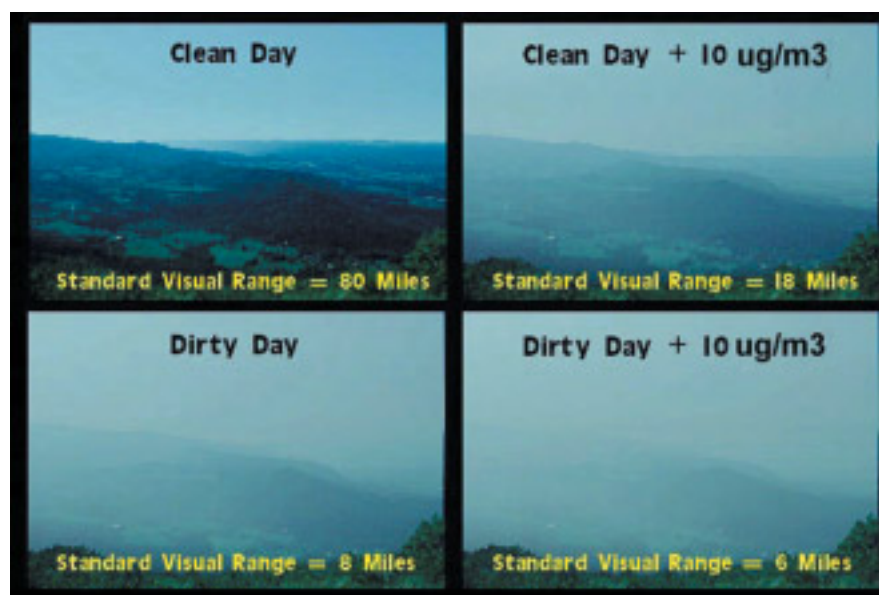 Clean Day
Standard Visual Range = 80 Miles
Clean Day + 10 ug/m3
Standard Visual Range = 18 Miles
Dirty Day
Standard Visual Range = 8 Miles
Dirty Day + 10 ug/m3
Standard Visual Range = 6 Miles